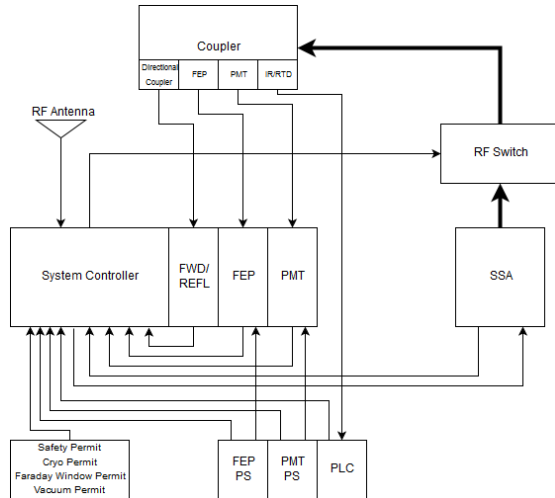 Coupler
Directional
Coupler
FEP
PMT
IR/RTD
RF Antenna
RF Switch
System Controller
FWD/
REFL
FEP
PMT
SSA
Safety Permit
Cryo Permit
Faraday Window Permit
Vacuum Permit
FEP
PS
PMT
PS
PLC